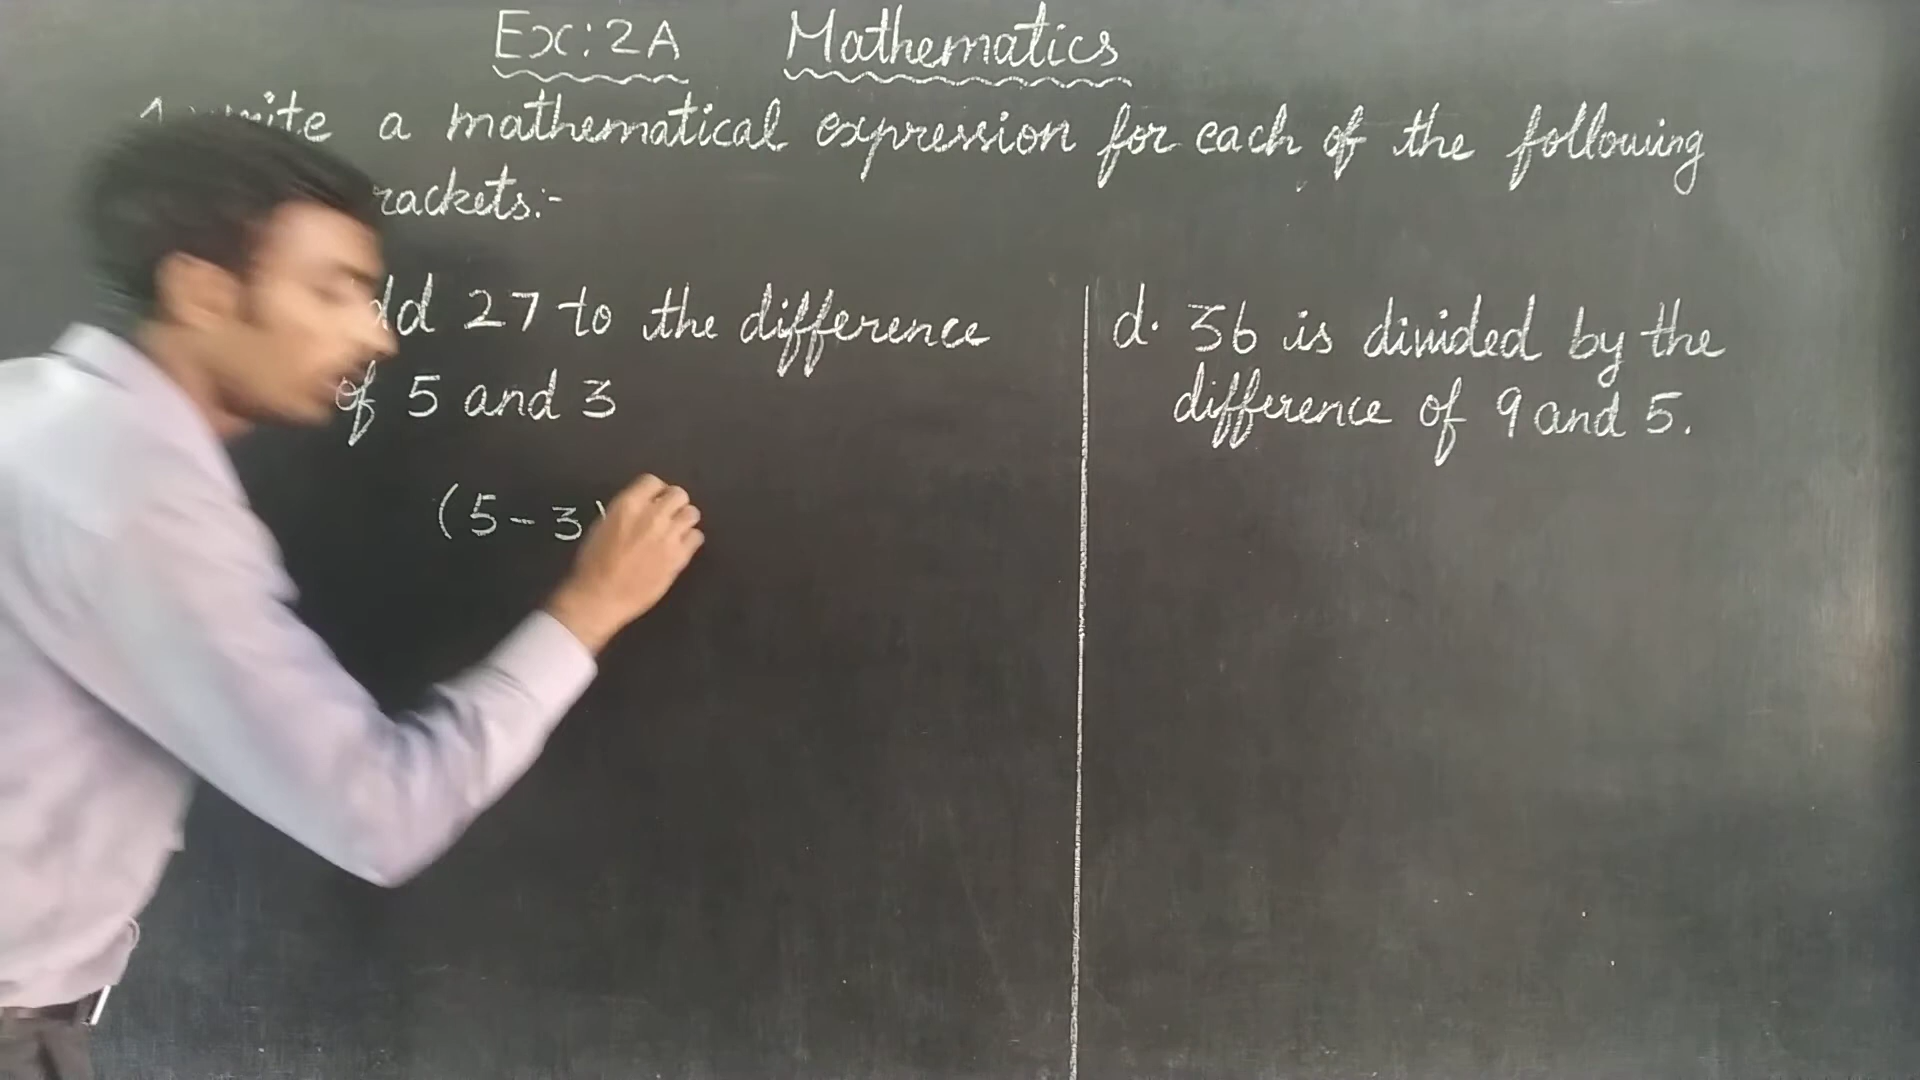 Ex:2A Mathematics
a mathematical expression for each of the following
rackets:-
dd 27 to the difference
of 5 and 3
(5-3)
d. 36 is divided by the
difference of 9 and 5.